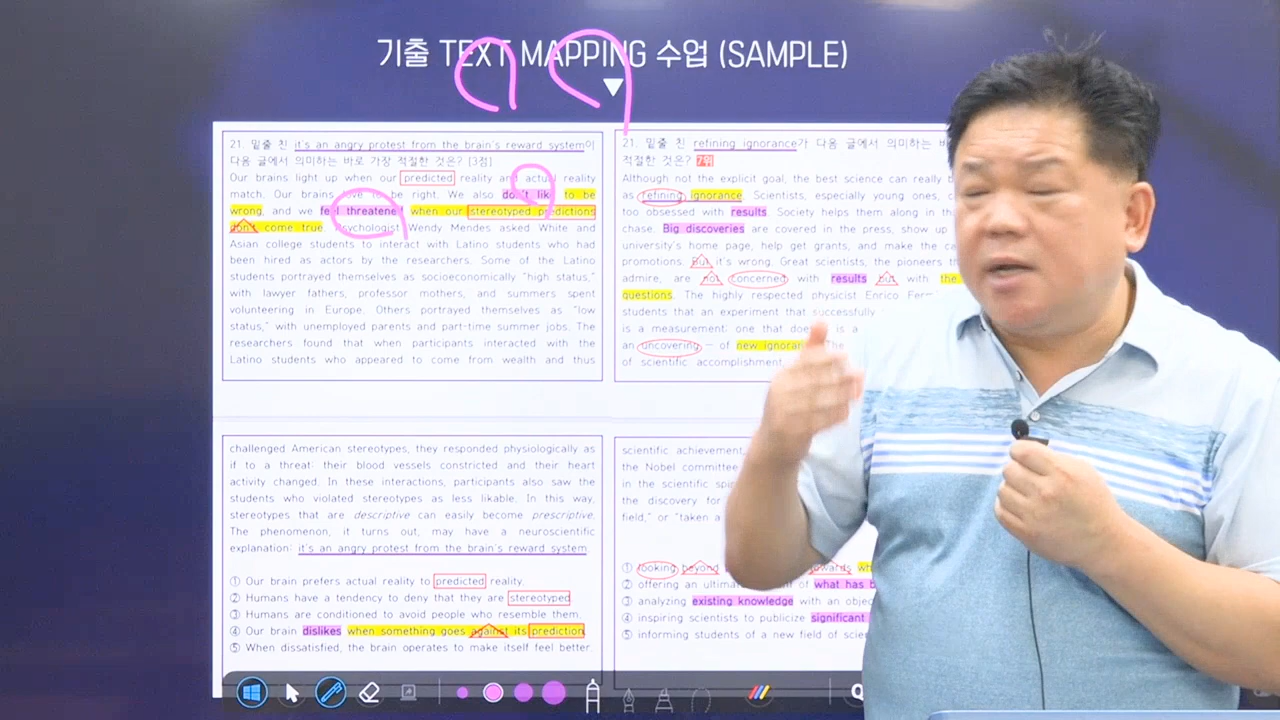 기출 TEXT MAPPING 수업 (SAMPLE)
21. 밑줄 친 it's an angry protest from the brain's reward system이
다음 글에서 의미하는 바로 가장 적절한 것은? [3점]
Our brains light up when our predicted reality and actual reality
match. Our brains love to be right. We also don't like to be
wrong, and we feel threatened when our stereotyped predictions
don't come true. Psychologist Wendy Mendes asked White and
Asian college students to interact with Latino students who had
been hired as actors by the researchers. Some of the Latino
students portrayed themselves as socioeconomically "high status,"
with lawyer fathers, professor mothers, and summers spent
volunteering in Europe. Others portrayed themselves as "low
status," with unemployed parents and part-time summer jobs. The
researchers found that when participants interacted with the
Latino students who appeared to come from wealth and thus
challenged American stereotypes, they responded physiologically as
if to a threat: their blood vessels constricted and their heart
activity changed. In these interactions, participants also saw the
students who violated stereotypes as less likable. In this way,
stereotypes that are descriptive can easily become prescriptive.
The phenomenon, it turns out, may have a neuroscientific
explanation: it's an angry protest from the brain's reward system.
① Our brain prefers actual reality to predicted reality.
② Humans have a tendency to deny that they are stereotyped.
③ Humans are conditioned to avoid people who resemble them.
④ Our brain dislikes when something goes against its prediction.
⑤ When dissatisfied, the brain operates to make itself feel better.
21. 밑줄 친 refining ignorance가 다음 글에서 의미하는
적절한 것은? 7위
Although not the explicit goal, the best science can really
as refining ignorance. Scientists, especially young ones,
too obsessed with results. Society helps them along in
chase. Big discoveries are covered in the press, show up
university's home page, help get grants, and make the
promotions. But it's wrong. Great scientists, the pioneers
admire, are not concerned with results but with the
questions. The highly respected physicist Enrico
students that an experiment that successfully
is a measurement; one that is a
an uncovering — of new ignorance. The
of scientific accomplishment,
scientific achievement,
the Nobel committee
in the scientific
the discovery for
field," or "taken a
① looking beyond
② offering an of what has
③ analyzing existing knowledge with an
④ inspiring scientists to publicize significant
⑤ informing students of a new field of